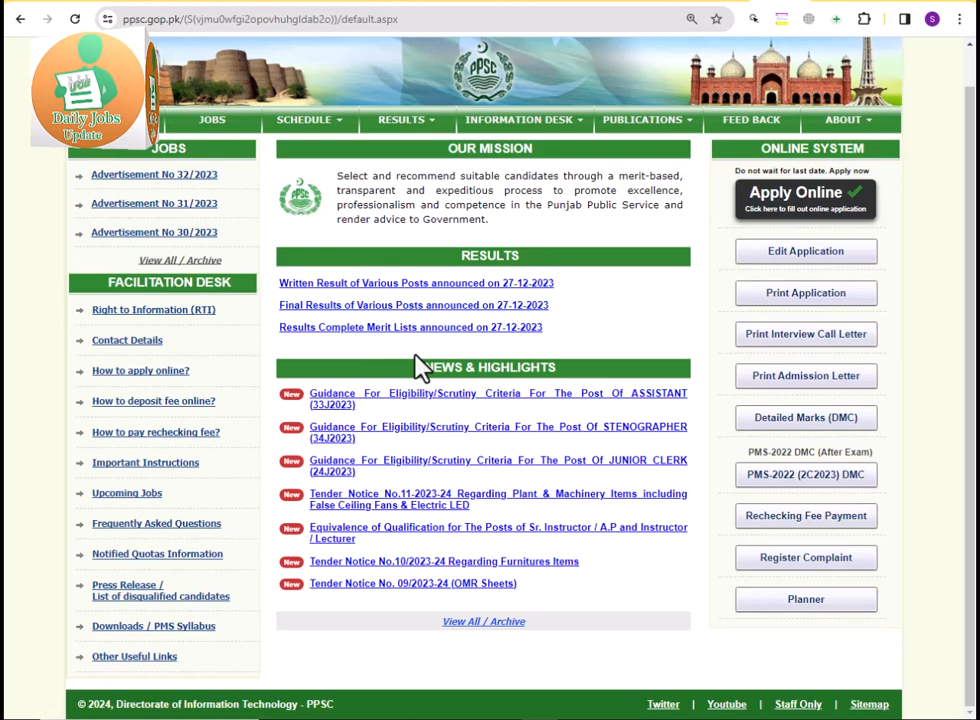 ppsc.gop.pk/(S(vjmu0wfgi2opovhuhgldab2o))/default.aspx
S
PPSC
JOB
Daily Jobs
Update
JOBS
SCHEDULE
RESULTS
INFORMATION DESK
PUBLICATIONS
FEED BACK
ABOUT
JOBS
Advertisement No 32/2023
Advertisement No 31/2023
Advertisement No 30/2023
View All / Archive
FACILITATION DESK
Right to Information (RTI)
Contact Details
How to apply online?
How to deposit fee online?
How to pay rechecking fee?
Important Instructions
Upcoming Jobs
Frequently Asked Questions
Notified Quotas Information
Press Release /
List of disqualified candidates
Downloads / PMS Syllabus
Other Useful Links
OUR MISSION
Select and recommend suitable candidates through a merit-based,
transparent and expeditious process to promote excellence,
professionalism and competence in the Punjab Public Service and
render advice to Government.
RESULTS
Written Result of Various Posts announced on 27-12-2023
Final Results of Various Posts announced on 27-12-2023
Results Complete Merit Lists announced on 27-12-2023
NEWS & HIGHLIGHTS
New Guidance For Eligibility/Scrutiny Criteria For The Post Of ASSISTANT
(33J2023)
New Guidance For Eligibility/Scrutiny Criteria For The Post Of STENOGRAPHER
(34J2023)
New Guidance For Eligibility/Scrutiny Criteria For The Post Of JUNIOR CLERK
(24J2023)
New Tender Notice No.11-2023-24 Regarding Plant & Machinery Items including
False Ceiling Fans & Electric LED
New Equivalence of Qualification for The Posts of Sr. Instructor / A.P and Instructor
/ Lecturer
New Tender Notice No.10/2023-24 Regarding Furnitures Items
New Tender Notice No. 09/2023-24 (OMR Sheets)
View All / Archive
ONLINE SYSTEM
Do not wait for last date. Apply now
Apply Online
Click here to fill out online application
Edit Application
Print Application
Print Interview Call Letter
Print Admission Letter
Detailed Marks (DMC)
PMS-2022 DMC (After Exam)
PMS-2022 (2C2023) DMC
Rechecking Fee Payment
Register Complaint
Planner
© 2024, Directorate of Information Technology - PPSC
Twitter | Youtube | Staff Only | Sitemap